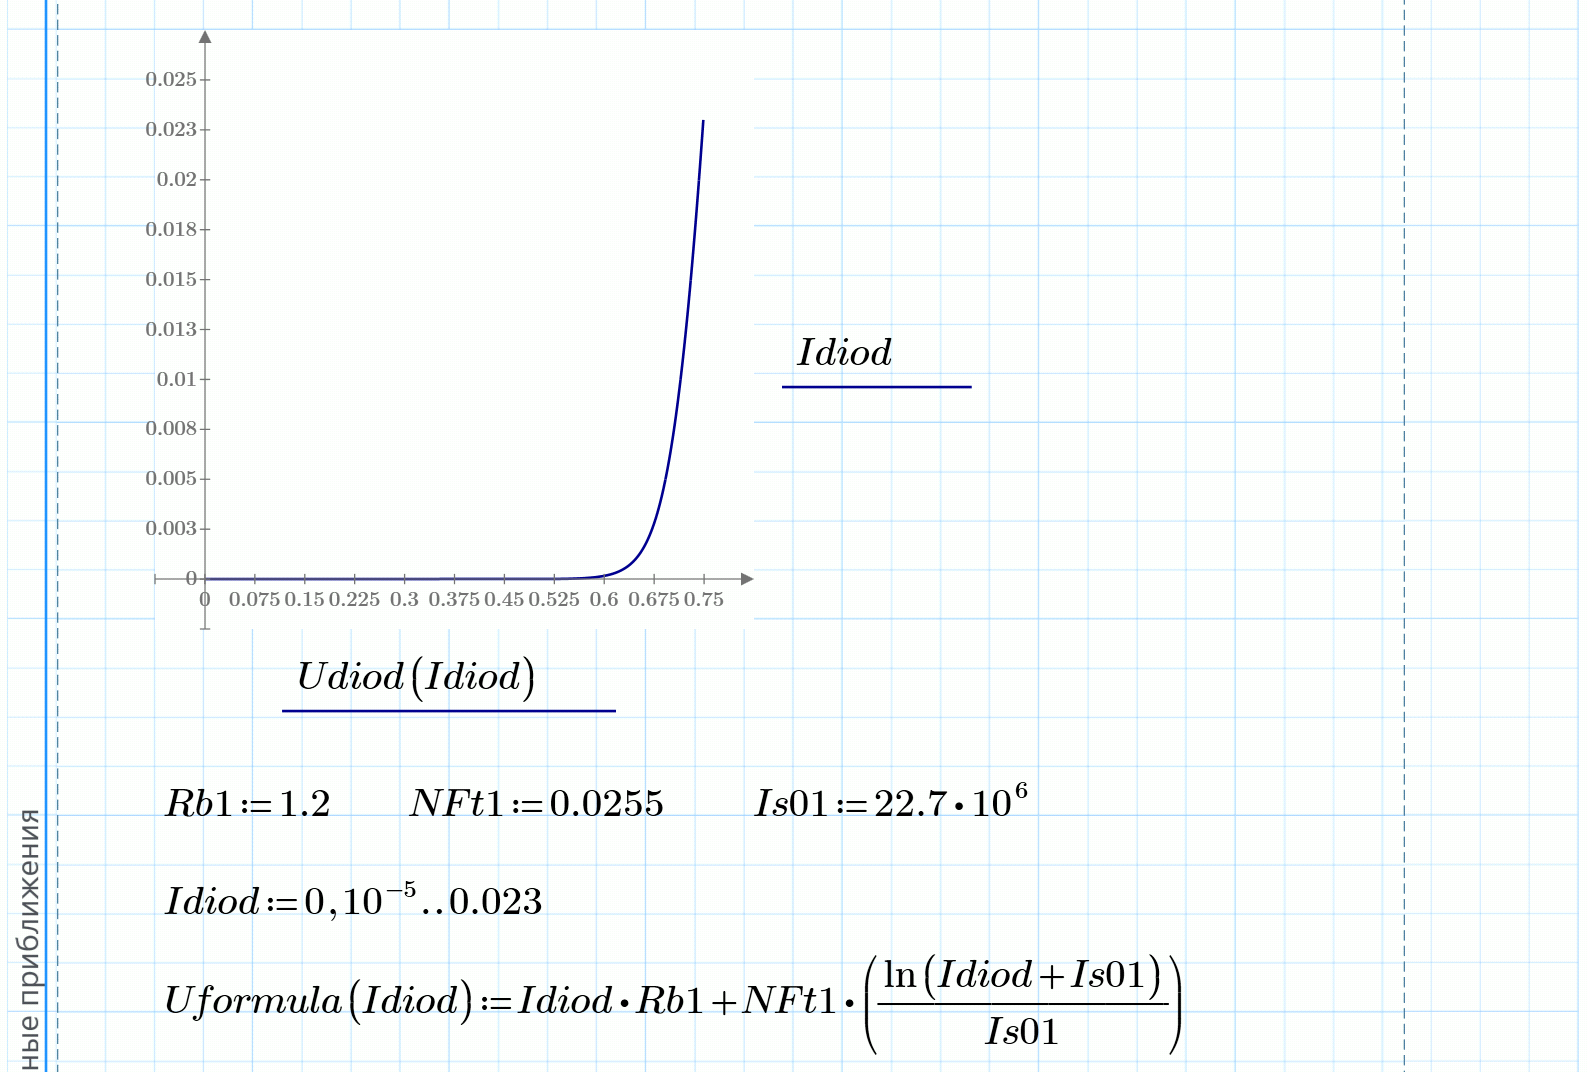 0.025
0.023
0.02
0.018
0.015
0.013
0.01
0.008
0.005
0.003
0
0 0.075 0.15 0.225 0.3 0.375 0.45 0.525 0.6 0.675 0.75
Idiod
Udiod(Idiod)
Rb1:=1.2 NFt1:=0.0255 Is01:=22.7•10^6
Idiod:=0,10^−5..0.023
Uformula(Idiod):=Idiod•Rb1+NFt1•(ln(Idiod+Is01)/Is01)
ные приближения